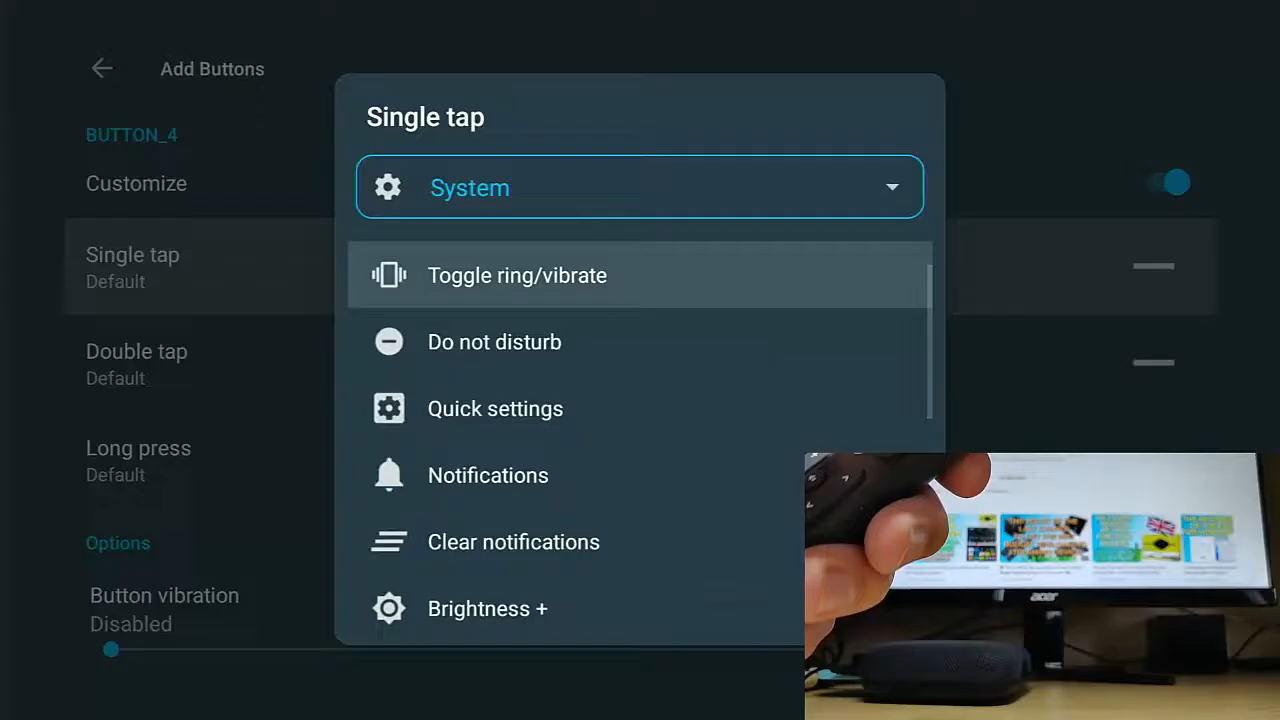 Add Buttons
BUTTON_4
Customize
Single tap
Default
Double tap
Default
Long press
Default
Options
Button vibration
Disabled
Single tap
System
Toggle ring/vibrate
Do not disturb
Quick settings
Notifications
Clear notifications
Brightness +
acer